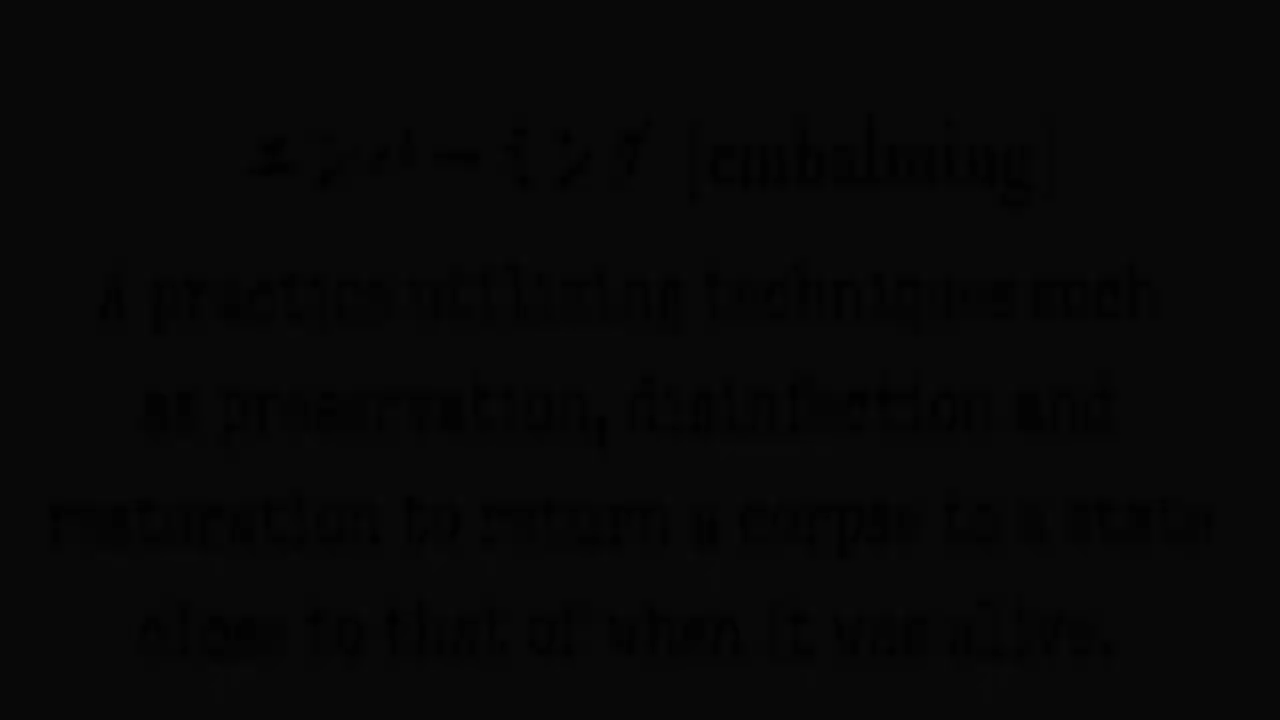 エンバーミング [embalming]
A practice utilizing techniques such
as preservation, disinfection and
restoration to return a corpse to a state
close to that of when it was alive.